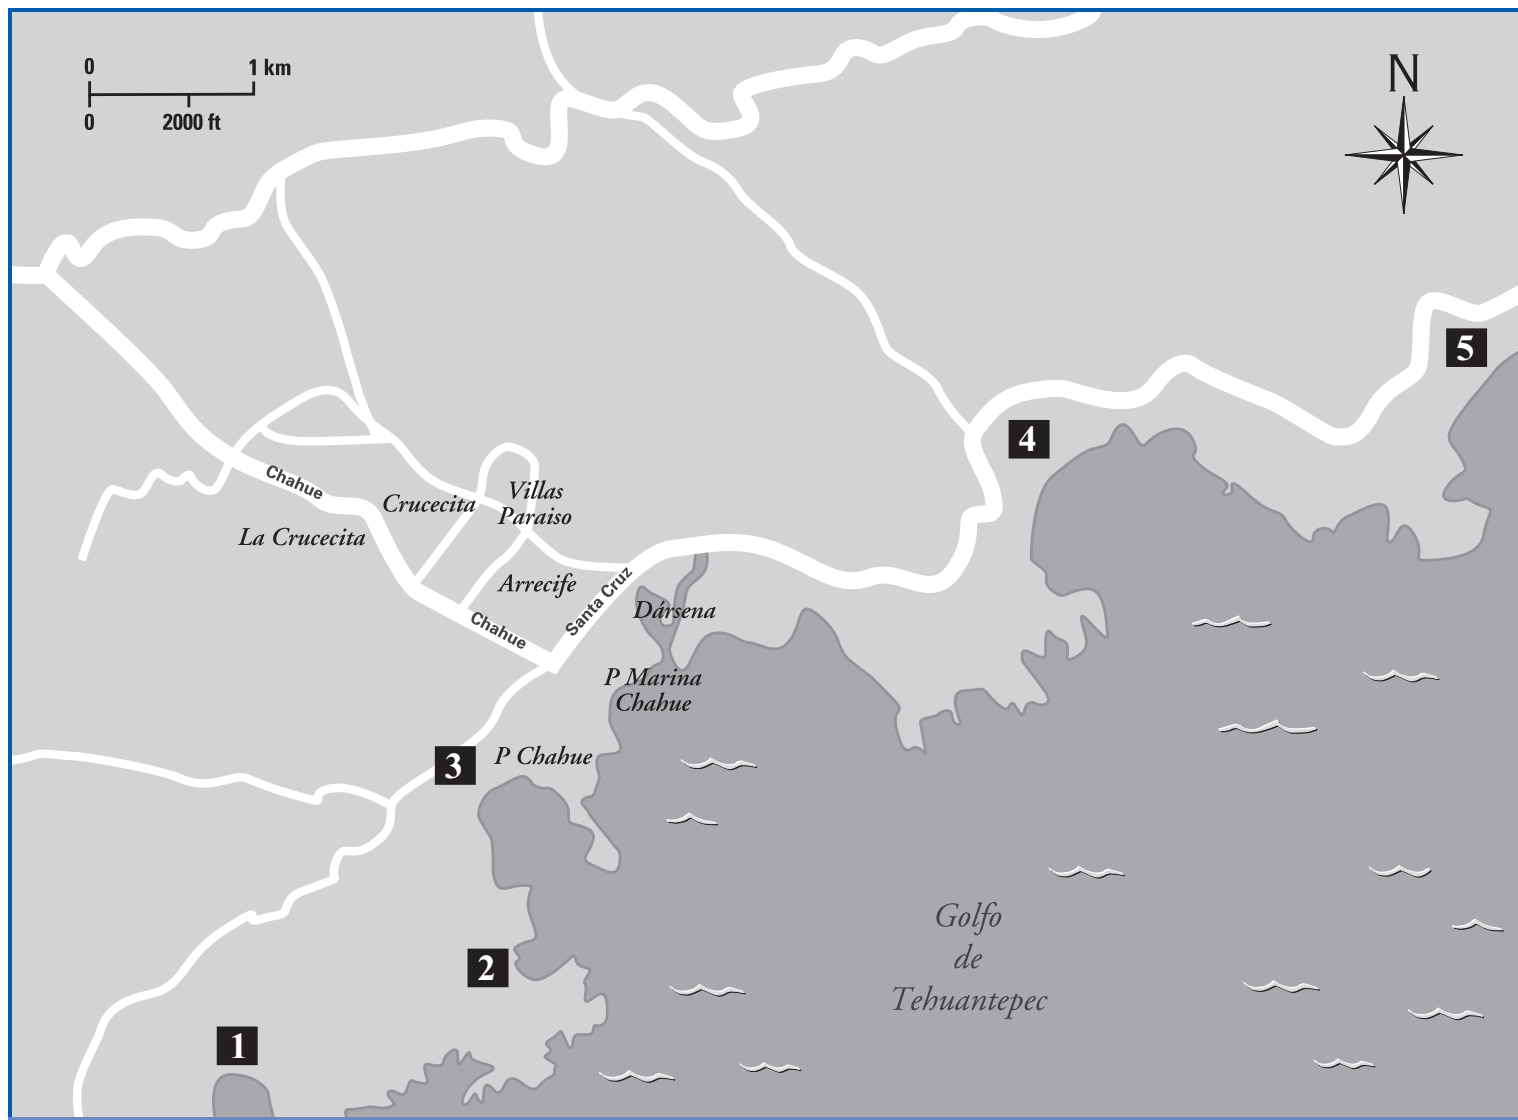 0 1 km
0 2000 ft
N
5
4
Chahue
Crucecita
Villas
Paraiso
La Crucecita
Arrecife
Santa Cruz
Dársena
Chahue
P Marina
Chahue
3
P Chahue
Golfo
de
Tehuantepec
2
1